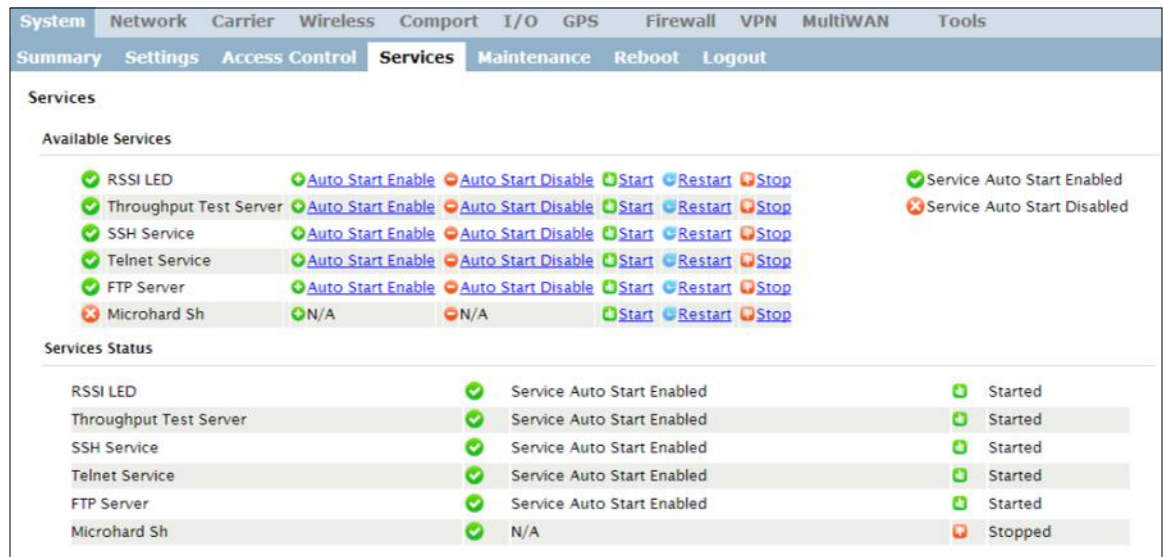 System Network Carrier Wireless Comport I/O GPS Firewall VPN MultiWAN Tools
Summary Settings Access Control Services Maintenance Reboot Logout
Services
Available Services
RSSI LED Auto Start Enable Auto Start Disable Start Restart Stop Service Auto Start Enabled
Throughput Test Server Auto Start Enable Auto Start Disable Start Restart Stop Service Auto Start Disabled
SSH Service Auto Start Enable Auto Start Disable Start Restart Stop
Telnet Service Auto Start Enable Auto Start Disable Start Restart Stop
FTP Server Auto Start Enable Auto Start Disable Start Restart Stop
Microhard Sh N/A N/A Start Restart Stop
Services Status
RSSI LED Service Auto Start Enabled Started
Throughput Test Server Service Auto Start Enabled Started
SSH Service Service Auto Start Enabled Started
Telnet Service Service Auto Start Enabled Started
FTP Server Service Auto Start Enabled Started
Microhard Sh N/A Stopped